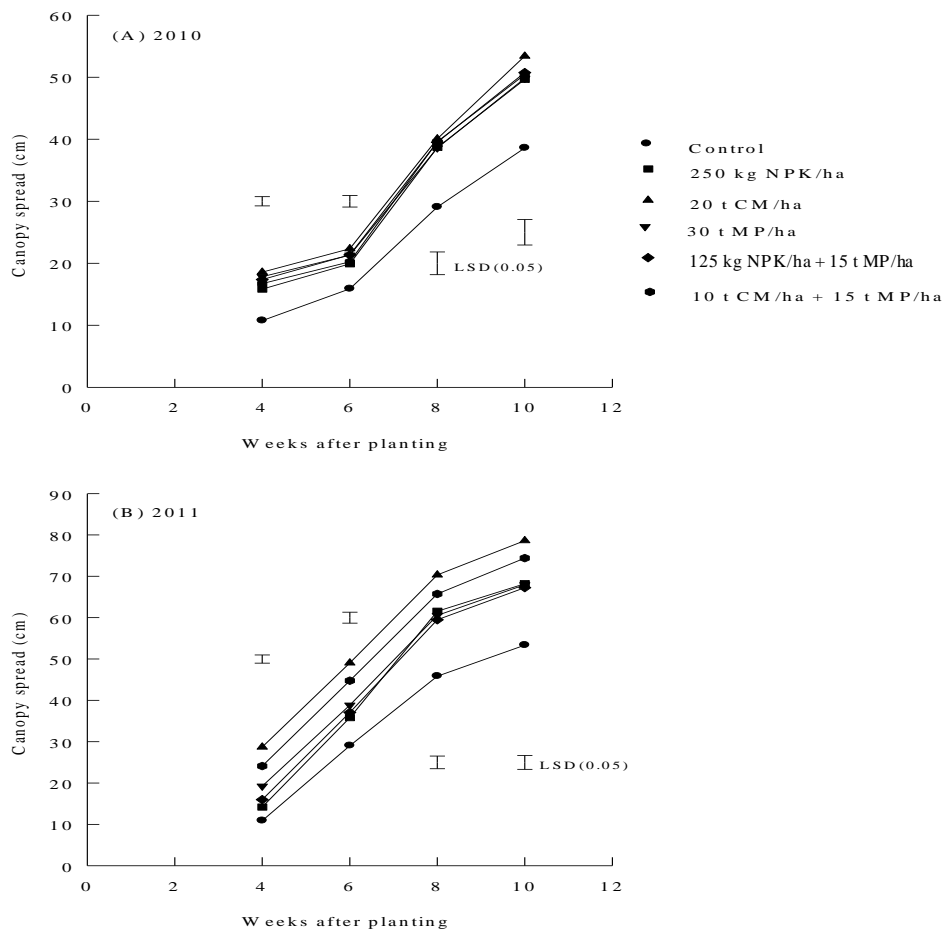 60
(A) 2010
50
40
30
20
10
0
Canopy spread (cm)
LSD(0.05)
0 2 4 6 8 10 12
Weeks after planting
Control
250 kg NPK/ha
20 t CM/ha
30 t MP/ha
125 kg NPK/ha + 15 t MP/ha
10 t CM/ha + 15 t MP/ha
90
(B) 2011
80
70
60
50
40
30
20
10
0
Canopy spread (cm)
LSD(0.05)
0 2 4 6 8 10 12
Weeks after planting